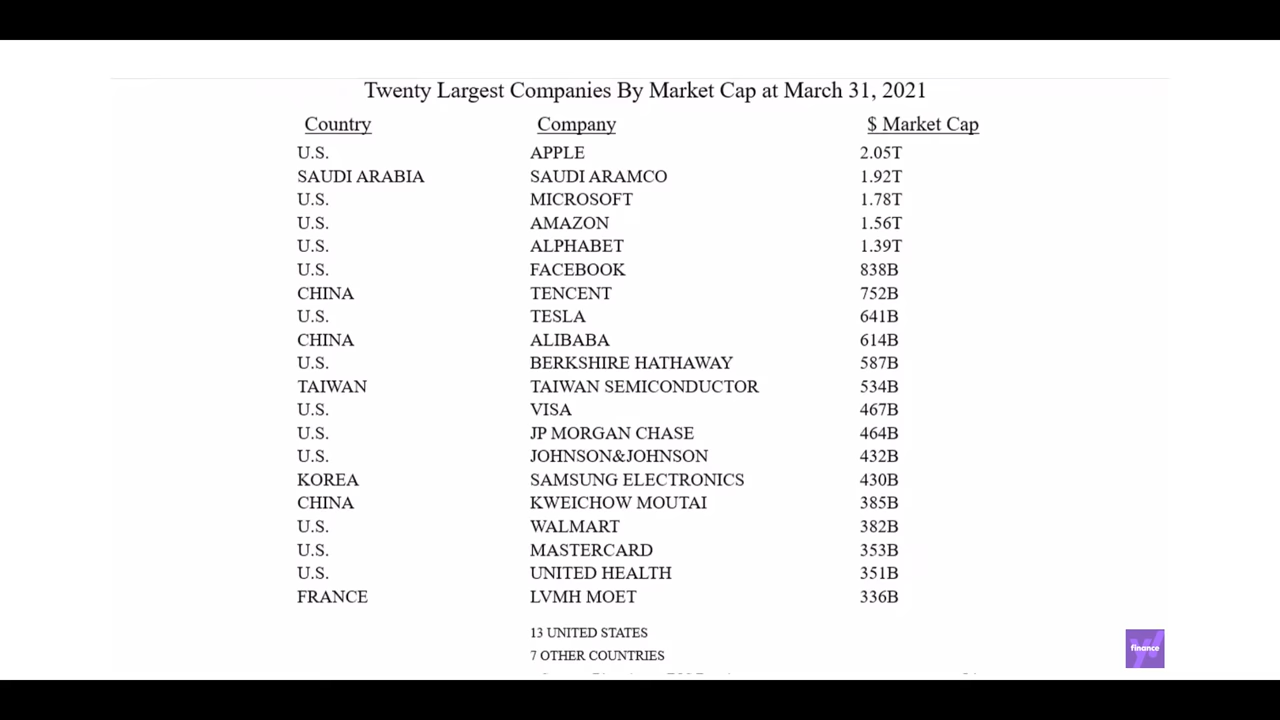 Twenty Largest Companies By Market Cap at March 31, 2021
Country Company $ Market Cap
U.S. APPLE 2.05T
SAUDI ARABIA SAUDI ARAMCO 1.92T
U.S. MICROSOFT 1.78T
U.S. AMAZON 1.56T
U.S. ALPHABET 1.39T
U.S. FACEBOOK 838B
CHINA TENCENT 752B
U.S. TESLA 641B
CHINA ALIBABA 614B
U.S. BERKSHIRE HATHAWAY 587B
TAIWAN TAIWAN SEMICONDUCTOR 534B
U.S. VISA 467B
U.S. JP MORGAN CHASE 464B
U.S. JOHNSON&JOHNSON 432B
KOREA SAMSUNG ELECTRONICS 430B
CHINA KWEICHOW MOUTAI 385B
U.S. WALMART 382B
U.S. MASTERCARD 353B
U.S. UNITED HEALTH 351B
FRANCE LVMH MOET 336B
13 UNITED STATES
7 OTHER COUNTRIES
y! finance